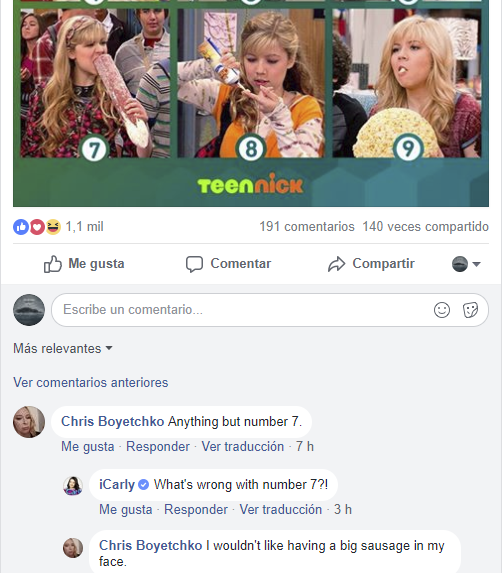 7
8
9
TEENNICK
1,1 mil
191 comentarios 140 veces compartido
Me gusta Comentar Compartir
Escribe un comentario...
Más relevantes
Ver comentarios anteriores
Chris Boyetchko Anything but number 7.
Me gusta · Responder · Ver traducción · 7 h
iCarly What's wrong with number 7?!
Me gusta · Responder · Ver traducción · 3 h
Chris Boyetchko I wouldn't like having a big sausage in my
face.